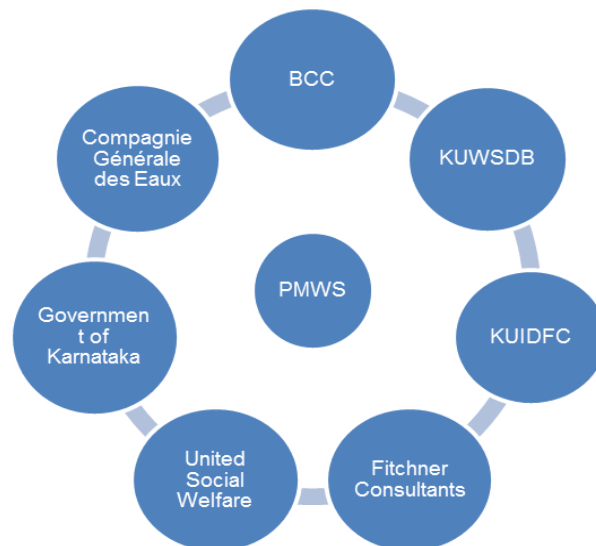 BCC
KUWSDB
KUIDFC
Fitchner
Consultants
United
Social
Welfare
Governmen
t of
Karnataka
Compagnie
Générale
des Eaux
PMWS